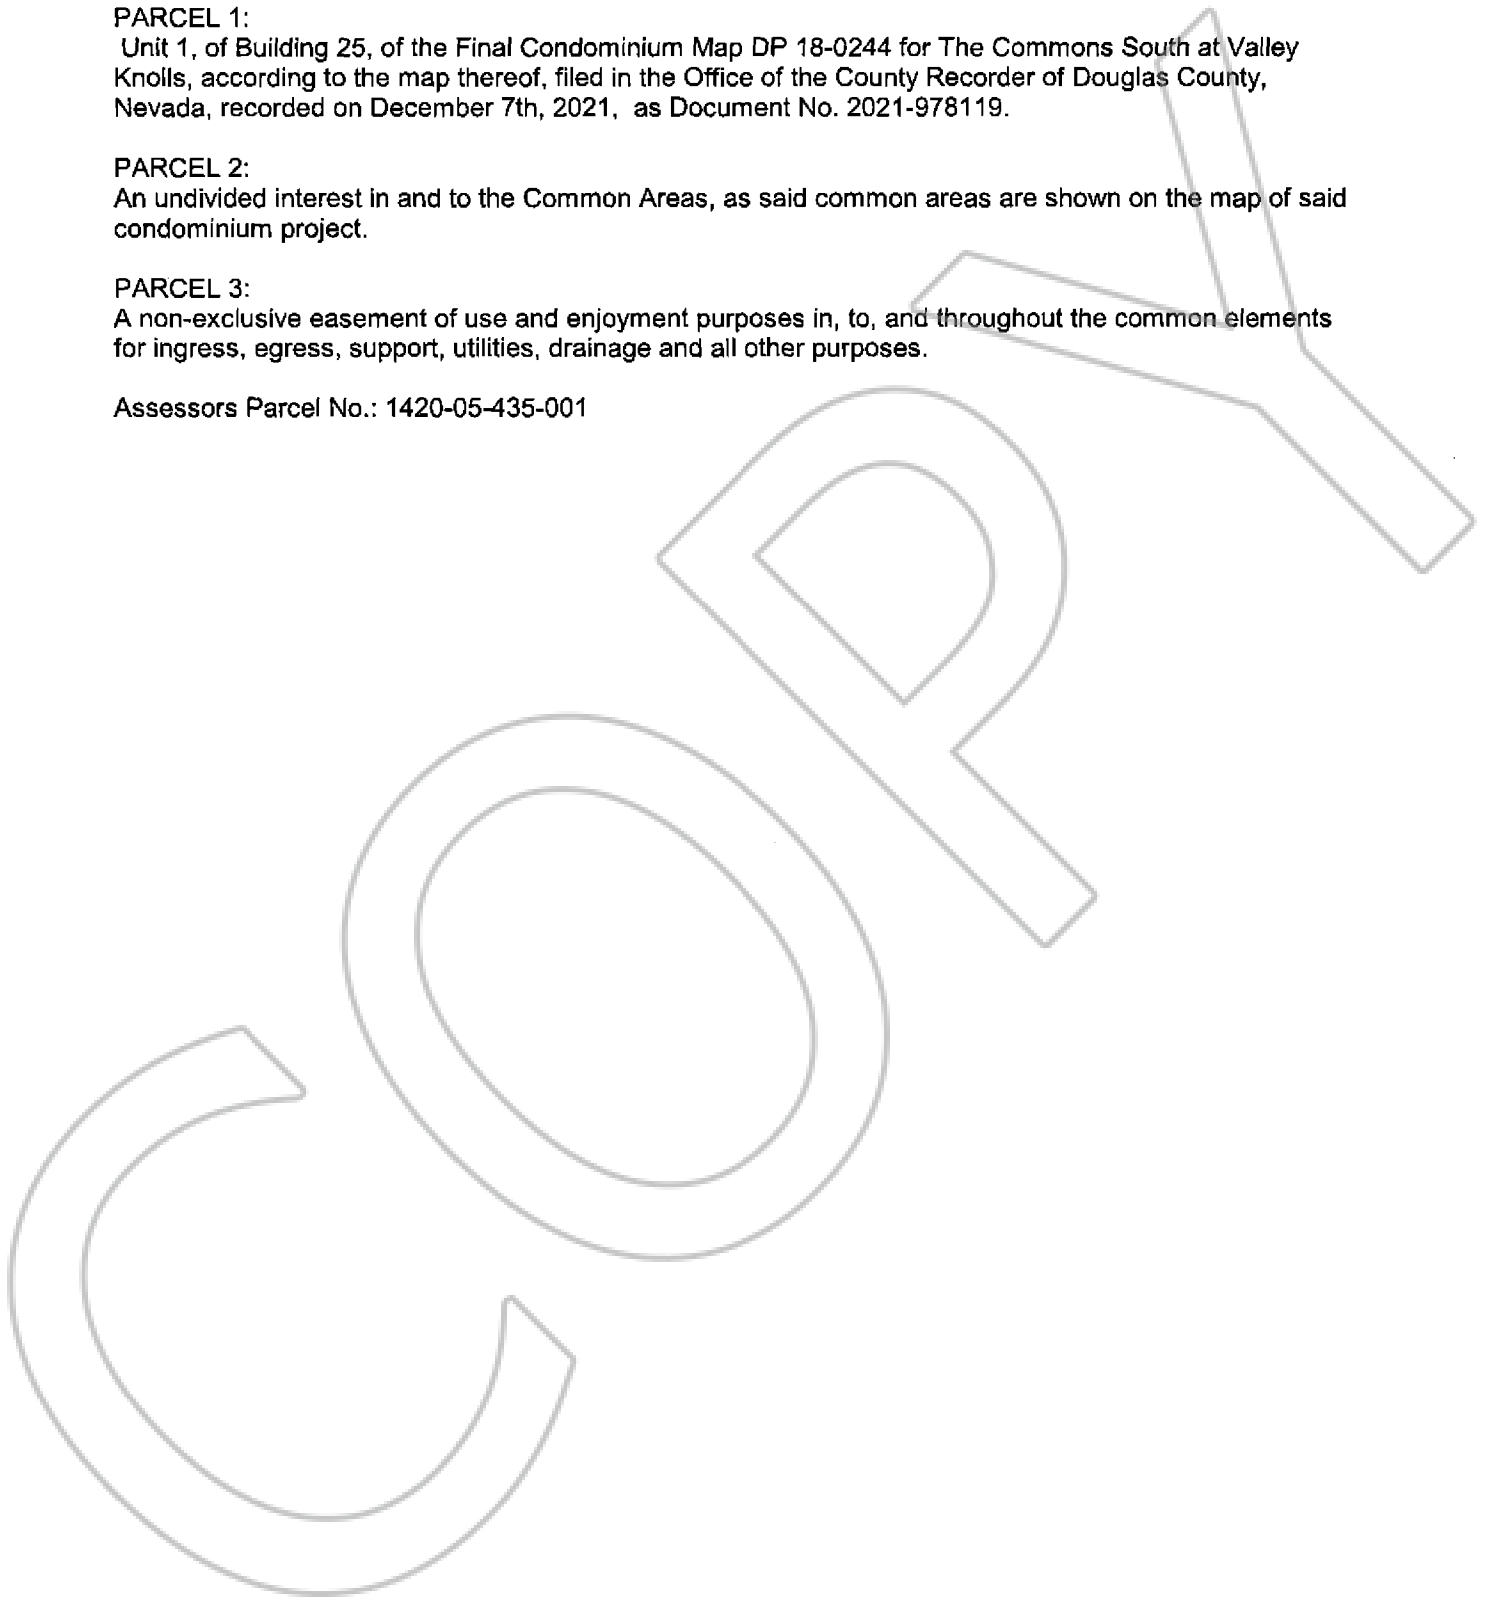 PARCEL 1:
Unit 1, of Building 25, of the Final Condominium Map DP 18-0244 for The Commons South at Valley
Knolls, according to the map thereof, filed in the Office of the County Recorder of Douglas County,
Nevada, recorded on December 7th, 2021, as Document No. 2021-978119.
PARCEL 2:
An undivided interest in and to the Common Areas, as said common areas are shown on the map of said
condominium project.
PARCEL 3:
A non-exclusive easement of use and enjoyment purposes in, to, and throughout the common elements
for ingress, egress, support, utilities, drainage and all other purposes.
Assessors Parcel No.: 1420-05-435-001
COPY